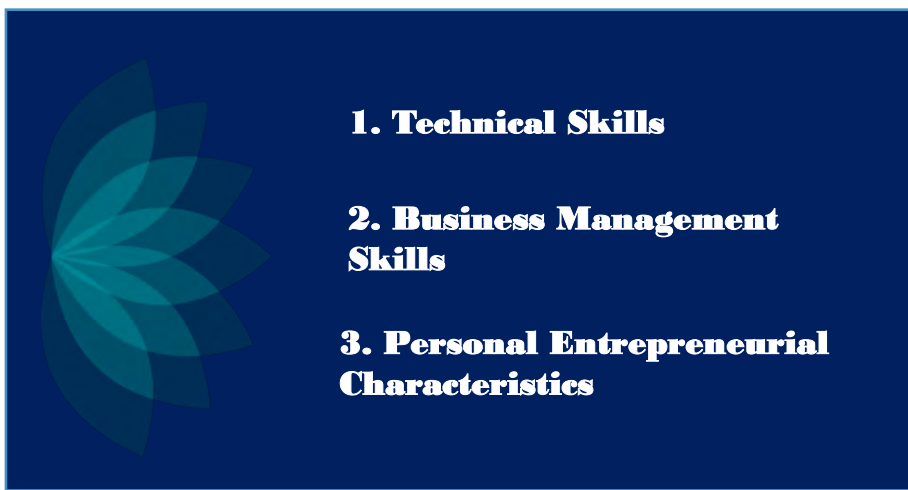 1. Technical Skills
2. Business Management
Skills
3. Personal Entrepreneurial
Characteristics